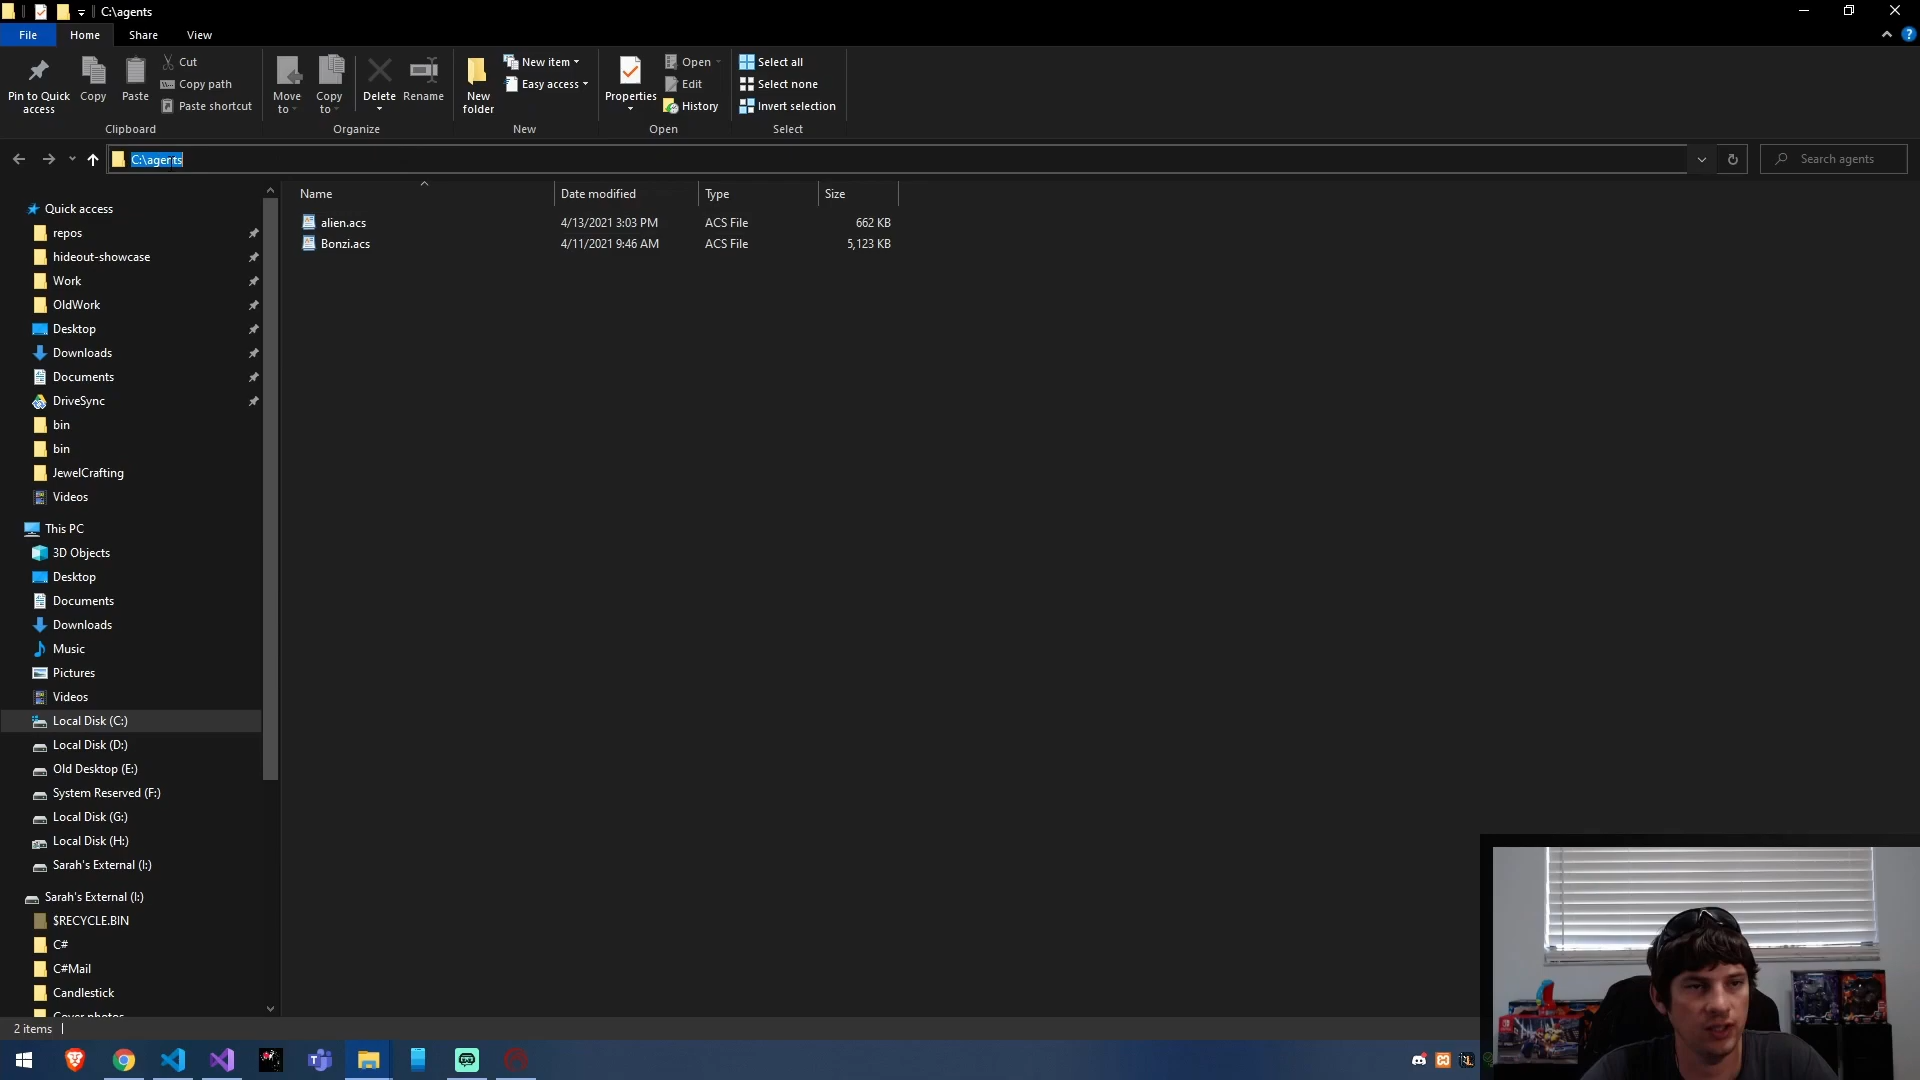 C:\agents
File
Home
Share
View
Pin to Quick access
Copy
Paste
Cut
Copy path
Paste shortcut
Clipboard
Move to
Copy to
Delete
Rename
Organize
New folder
New item
Easy access
New
Properties
Open
Edit
History
Open
Select all
Select none
Invert selection
Select
C:\agents
Search agents
Name
Date modified
Type
Size
alien.acs 4/13/2021 3:03 PM ACS File 662 KB
Bonzi.acs 4/11/2021 9:46 AM ACS File 5,123 KB
Quick access
repos
hideout-showcase
Work
OldWork
Desktop
Downloads
Documents
DriveSync
bin
bin
JewelCrafting
Videos
This PC
3D Objects
Desktop
Documents
Downloads
Music
Pictures
Videos
Local Disk (C:)
Local Disk (D:)
Old Desktop (E:)
System Reserved (F:)
Local Disk (G:)
Local Disk (H:)
Sarah's External (I:)
Sarah's External (I:)
$RECYCLE.BIN
C#
C#Mail
Candlestick
Cover photos
2 items